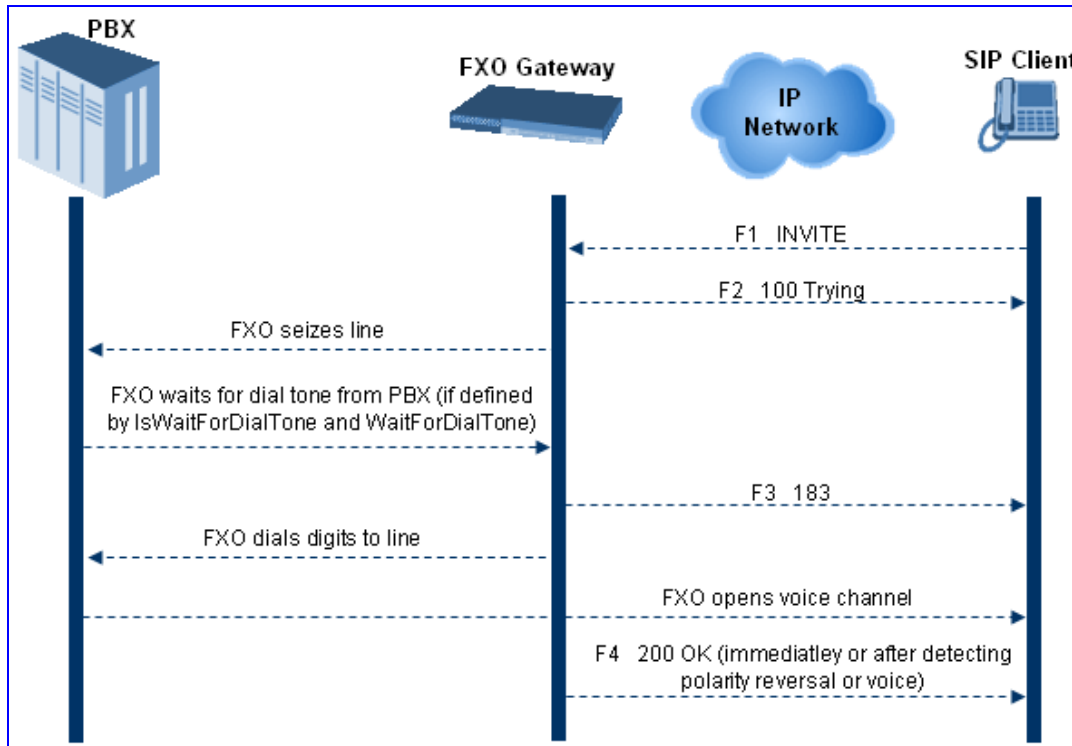 PBX
FXO Gateway
IP
Network
SIP Client
F1 INVITE
F2 100 Trying
FXO seizes line
FXO waits for dial tone from PBX (if defined
by IsWaitForDialTone and WaitForDialTone)
F3 183
FXO dials digits to line
FXO opens voice channel
F4 200 OK (immediatley or after detecting
polarity reversal or voice)